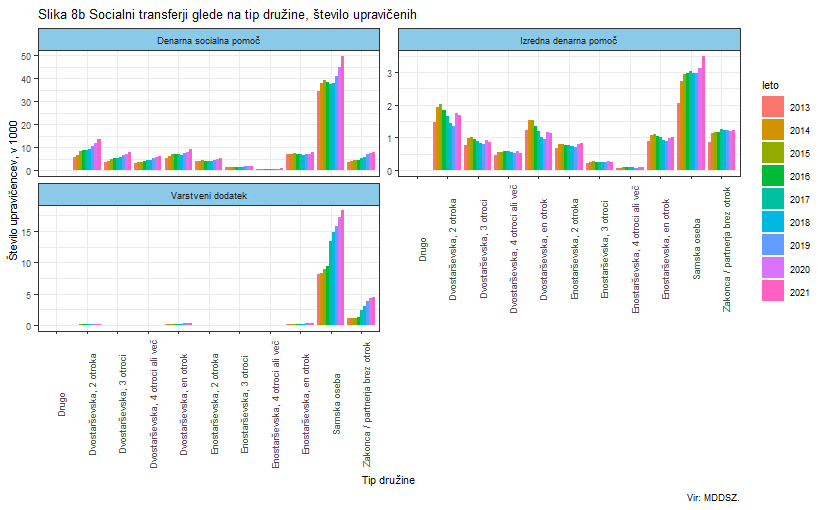 Slika 8b Socialni transferji glede na tip družine, število upravičenih
Denarna socialna pomoč
Izredna denarna pomoč
Število upravičencev, v 1000
50
40
30
20
10
0
3
2
1
0
Varstveni dodatek
15
10
5
0
Drugo
Dvostarševska, 2 otroka
Dvostarševska, 3 otroci
Dvostarševska, 4 otroci ali več
Dvostarševska, en otrok
Enostarševska, 2 otroka
Enostarševska, 3 otroci
Enostarševska, 4 otroci ali več
Enostarševska, en otrok
Samska oseba
Zakonca / partnerja brez otrok
Drugo
Dvostarševska, 2 otroka
Dvostarševska, 3 otroci
Dvostarševska, 4 otroci ali več
Dvostarševska, en otrok
Enostarševska, 2 otroka
Enostarševska, 3 otroci
Enostarševska, 4 otroci ali več
Enostarševska, en otrok
Samska oseba
Zakonca / partnerja brez otrok
Tip družine
leto
2013
2014
2015
2016
2017
2018
2019
2020
2021
Vir: MDDSZ.